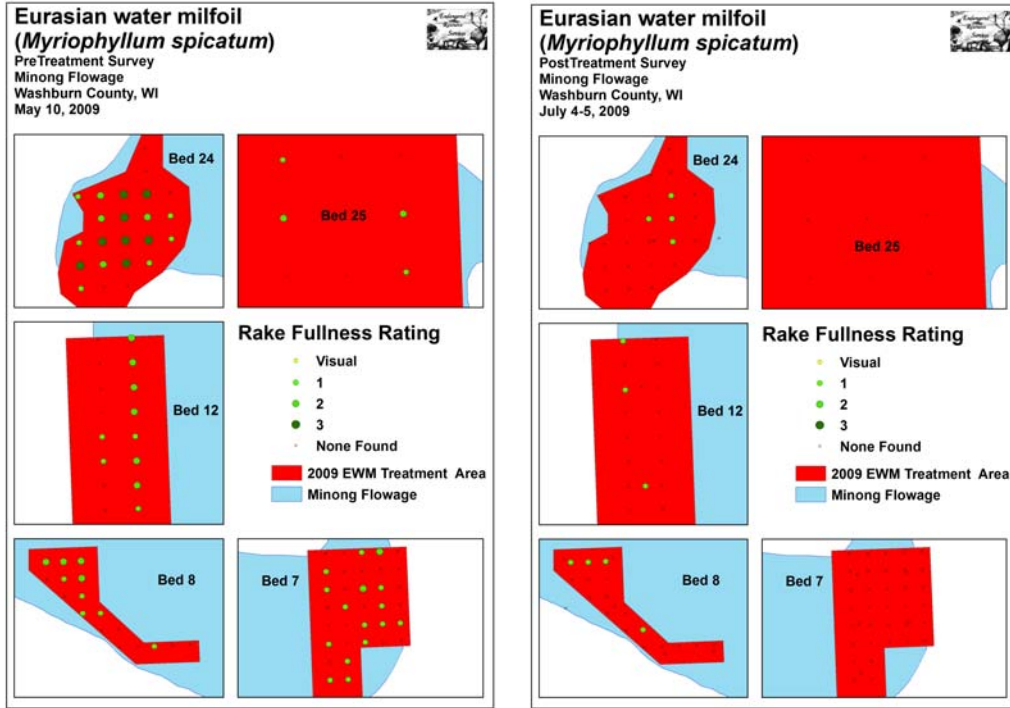 Eurasian water milfoil
(Myriophyllum spicatum)
PreTreatment Survey
Minong Flowage
Washburn County, WI
May 10, 2009
Bed 24
Bed 25
Bed 12
Rake Fullness Rating
Visual
1
2
3
None Found
2009 EWM Treatment Area
Minong Flowage
Bed 8
Bed 7
Eurasian water milfoil
(Myriophyllum spicatum)
PostTreatment Survey
Minong Flowage
Washburn County, WI
July 4-5, 2009
Bed 24
Bed 25
Bed 12
Rake Fullness Rating
Visual
1
2
3
None Found
2009 EWM Treatment Area
Minong Flowage
Bed 8
Bed 7